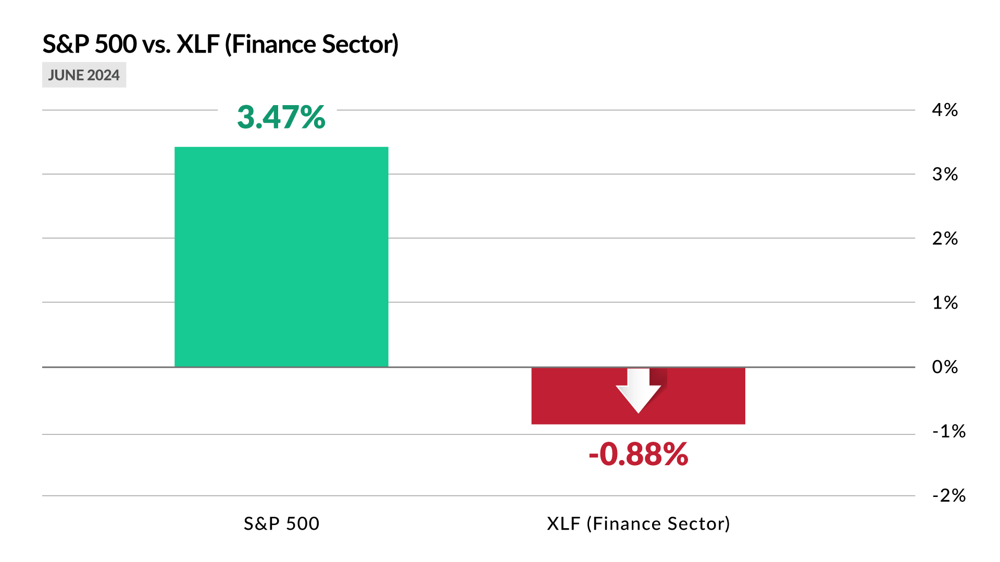 S&P 500 vs. XLF (Finance Sector)
JUNE 2024
3.47%
4%
3%
2%
1%
0%
-1%
-0.88%
-2%
S&P 500
XLF (Finance Sector)